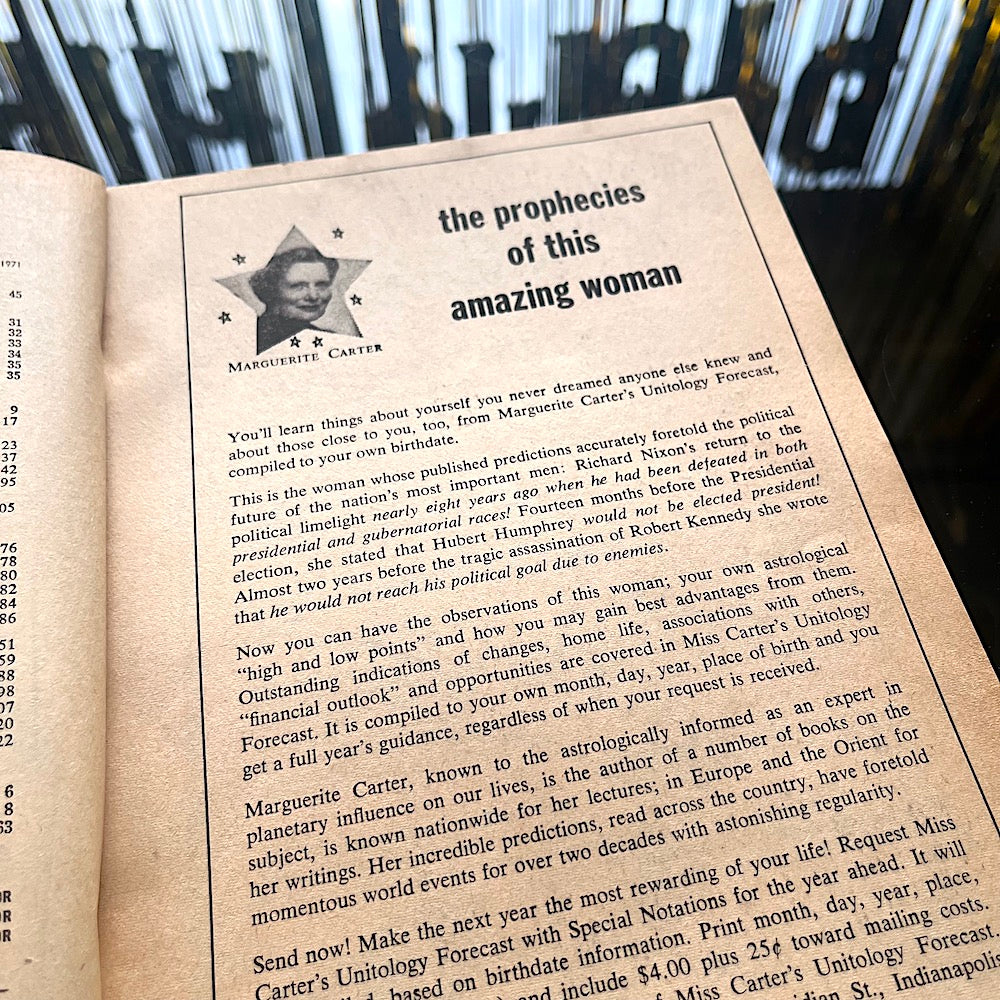 1971
45
31
32
33
34
35
35
9
17
23
37
42
95
05
76
78
80
82
84
86
51
59
88
98
07
20
22
6
8
63
OR
OR
OR
the prophecies
of this
amazing woman
MARGUERITE CARTER
You'll learn things about yourself you never dreamed anyone else knew and
about those close to you, too, from Marguerite Carter's Unitology Forecast,
compiled to your own birthdate.
This is the woman whose published predictions accurately foretold the political
future of the nation's most important men: Richard Nixon's return to the
political limelight nearly eight years ago when he had been defeated in both
presidential and gubernatorial races! Fourteen months before the Presidential
election, she stated that Hubert Humphrey would not be elected president!
Almost two years before the tragic assassination of Robert Kennedy she wrote
that he would not reach his political goal due to enemies.
Now you can have the observations of this woman; your own astrological
"high and low points" and how you may gain best advantages from them.
Outstanding indications of changes, home life, associations with others,
"financial outlook" and opportunities are covered in Miss Carter's Unitology
Forecast. It is compiled to your own month, day, year, place of birth and you
get a full year's guidance, regardless of when your request is received.
Marguerite Carter, known to the astrologically informed as an expert in
planetary influence on our lives, is the author of a number of books on the
subject, is known nationwide for her lectures; in Europe and the Orient for
her writings. Her incredible predictions, read across the country, have foretold
momentous world events for over two decades with astonishing regularity.
Send now! Make the next year the most rewarding of your life! Request Miss
Carter's Unitology Forecast with Special Notations for the year ahead. It will
based on birthdate information. Print month, day, year, place,
and include $4.00 plus 25¢ toward mailing costs.
Miss Carter's Unitology Forecast.
St., Indianapolis